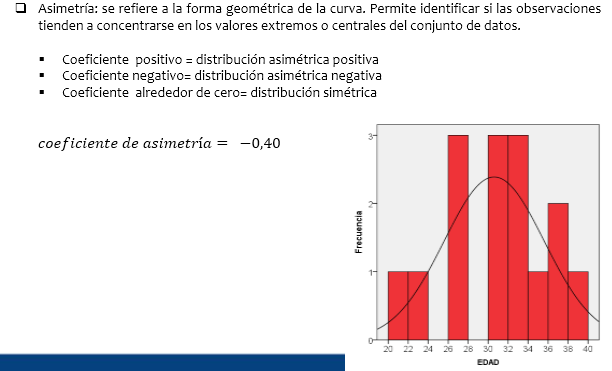 ❑ Asimetría: se refiere a la forma geométrica de la curva. Permite identificar si las observaciones
tienden a concentrarse en los valores extremos o centrales del conjunto de datos.
▪ Coeficiente positivo = distribución asimétrica positiva
▪ Coeficiente negativo= distribución asimétrica negativa
▪ Coeficiente alrededor de cero= distribución simétrica
coeficiente de asimetría = −0,40
3
2
1
0
Frecuencia
20 22 24 26 28 30 32 34 36 38 40
EDAD